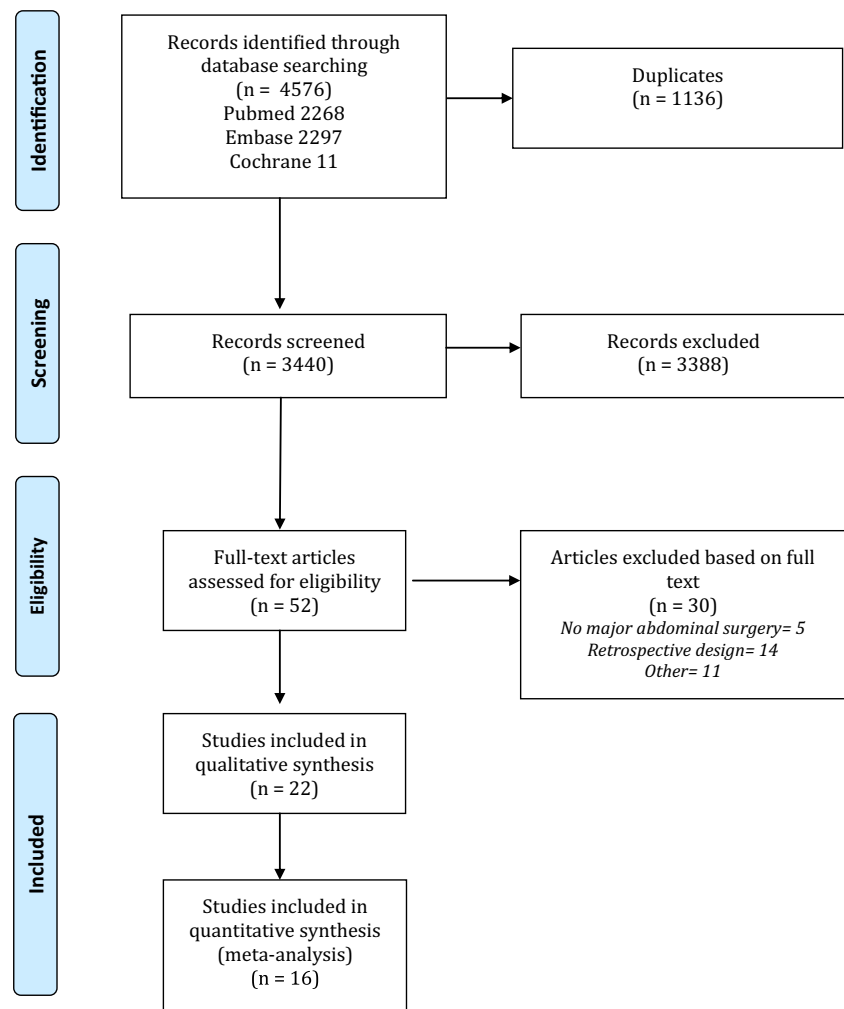 Identification
Records identified through
database searching
(n = 4576)
Pubmed 2268
Embase 2297
Cochrane 11
Duplicates
(n = 1136)
Screening
Records screened
(n = 3440)
Records excluded
(n = 3388)
Eligibility
Full-text articles
assessed for eligibility
(n = 52)
Articles excluded based on full
text
(n = 30)
No major abdominal surgery= 5
Retrospective design= 14
Other= 11
Included
Studies included in
qualitative synthesis
(n = 22)
Studies included in
quantitative synthesis
(meta-analysis)
(n = 16)